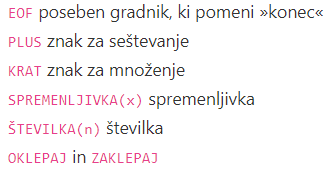 EOF poseben gradnik, ki pomeni »konec«
PLUS znak za seštevanje
KRAT znak za množenje
SPREMENLJIVKA(x) spremenljivka
ŠTEVILKA(n) številka
OKLEPAJ in ZAKLEPAJ